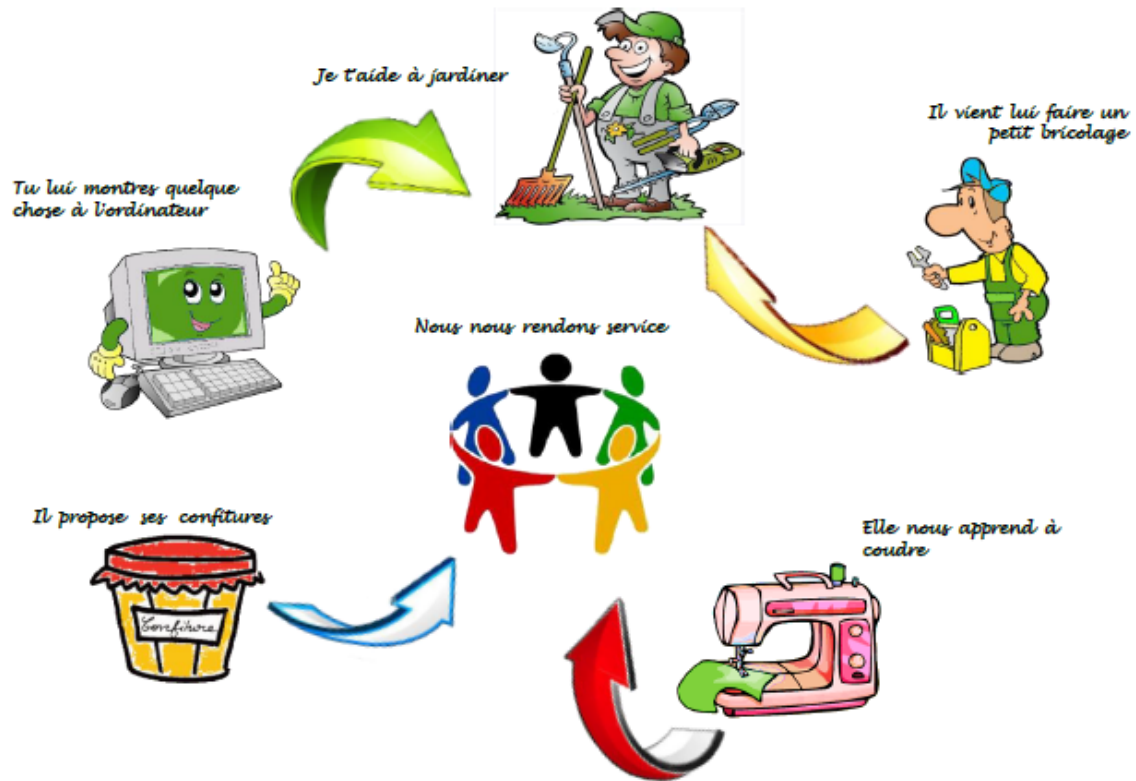 Je t'aide à jardiner
Il vient lui faire un
petit bricolage
Tu lui montres quelque
chose à l'ordinateur
Nous nous rendons service
Il propose ses confitures
Confiture
Elle nous apprend à
coudre